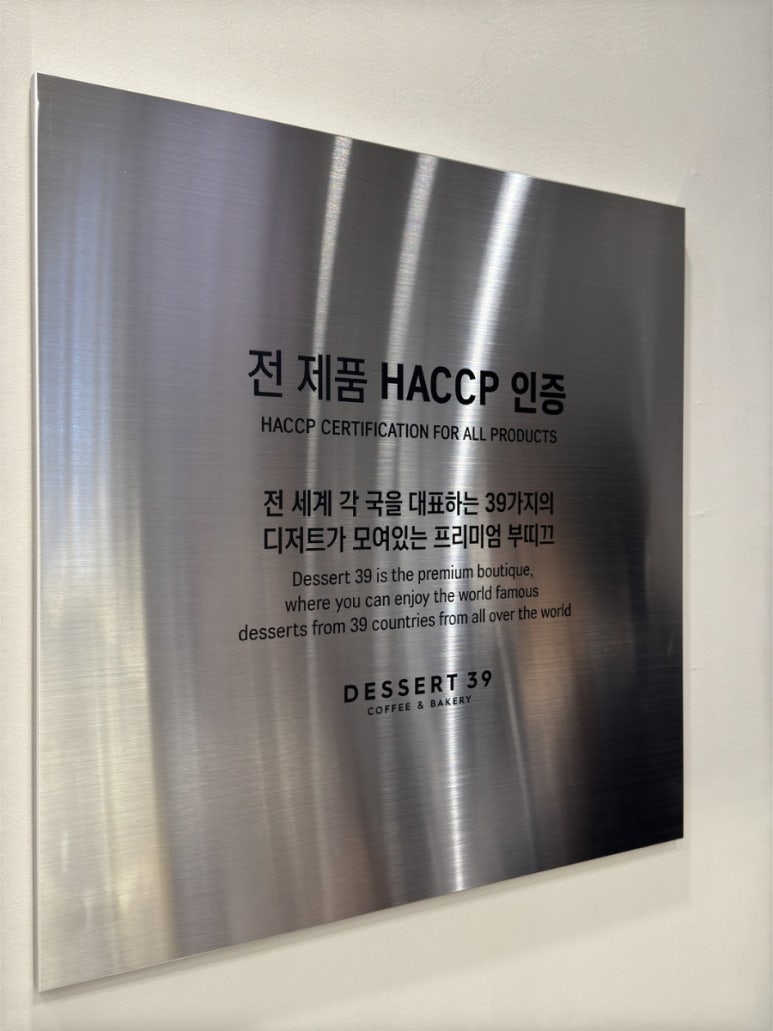 전 제품 HACCP 인증
HACCP CERTIFICATION FOR ALL PRODUCTS
전 세계 각 국을 대표하는 39가지의
디저트가 모여있는 프리미엄 부띠끄
Dessert 39 is the premium boutique,
where you can enjoy the world famous
desserts from 39 countries from all over the world
DESSERT 39
COFFEE & BAKERY